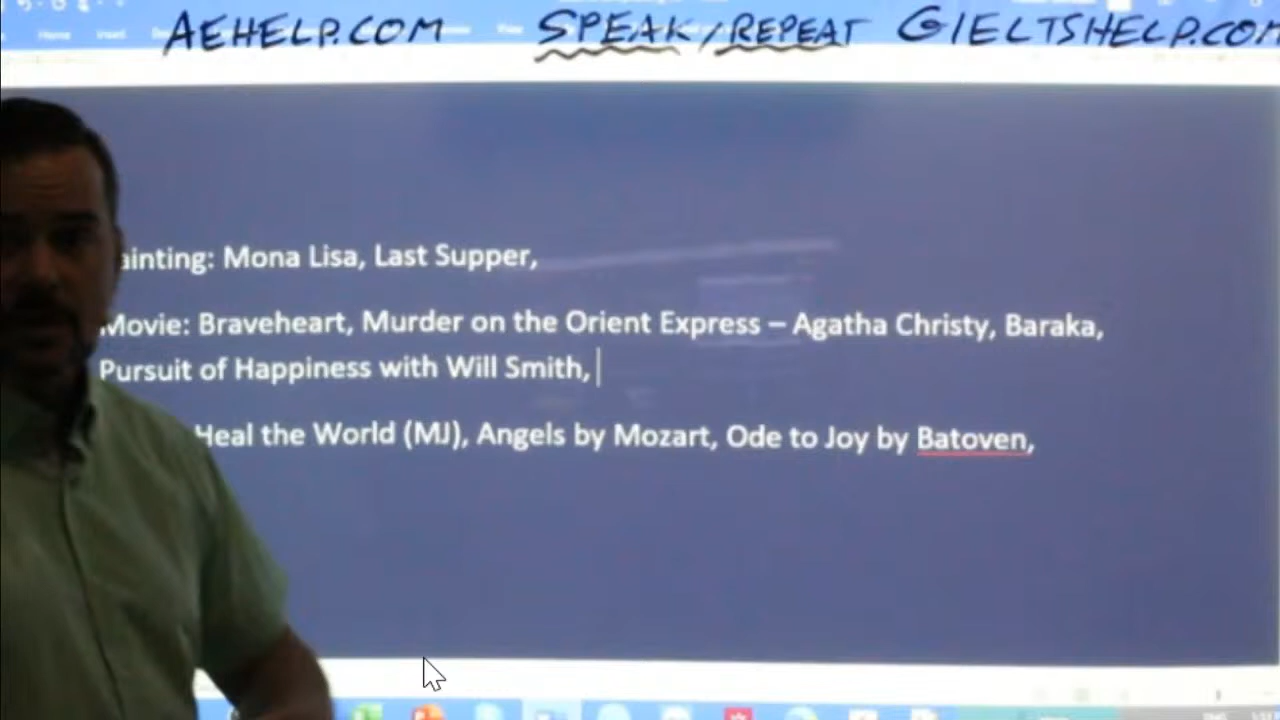 AEHELP.COM SPEAK/REPEAT GIELTSHELP.COM
Home Insert
ainting: Mona Lisa, Last Supper,
Movie: Braveheart, Murder on the Orient Express – Agatha Christy, Baraka,
Pursuit of Happiness with Will Smith,
Heal the World (MJ), Angels by Mozart, Ode to Joy by Batoven,